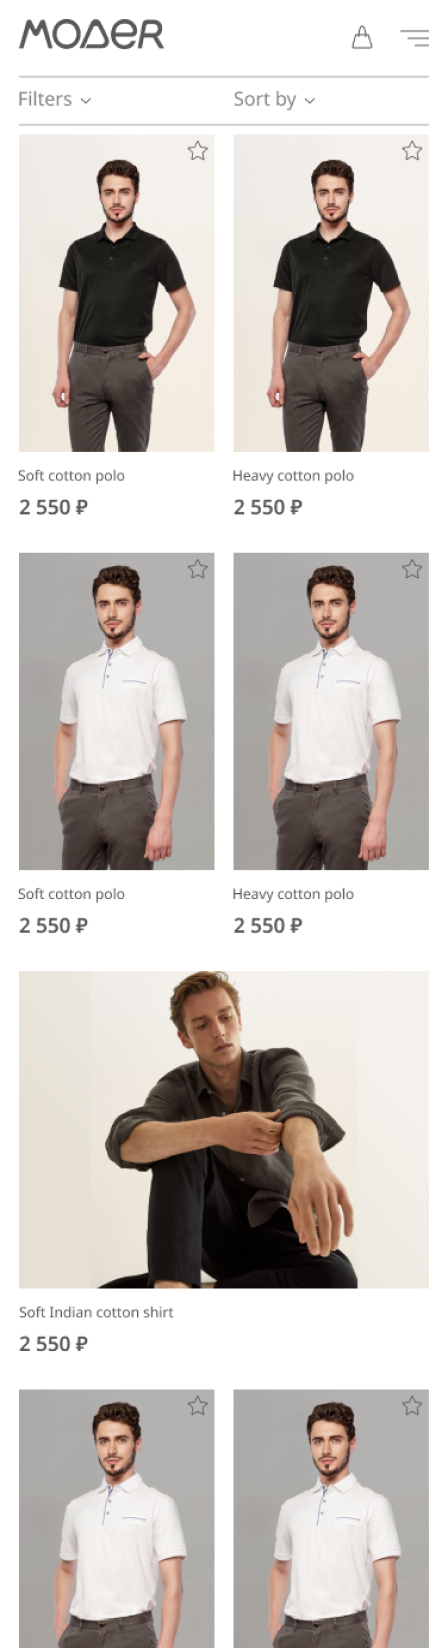 MODER
Filters Sort by
Soft cotton polo Heavy cotton polo
2 550 ₽ 2 550 ₽
Soft cotton polo Heavy cotton polo
2 550 ₽ 2 550 ₽
Soft Indian cotton shirt
2 550 ₽